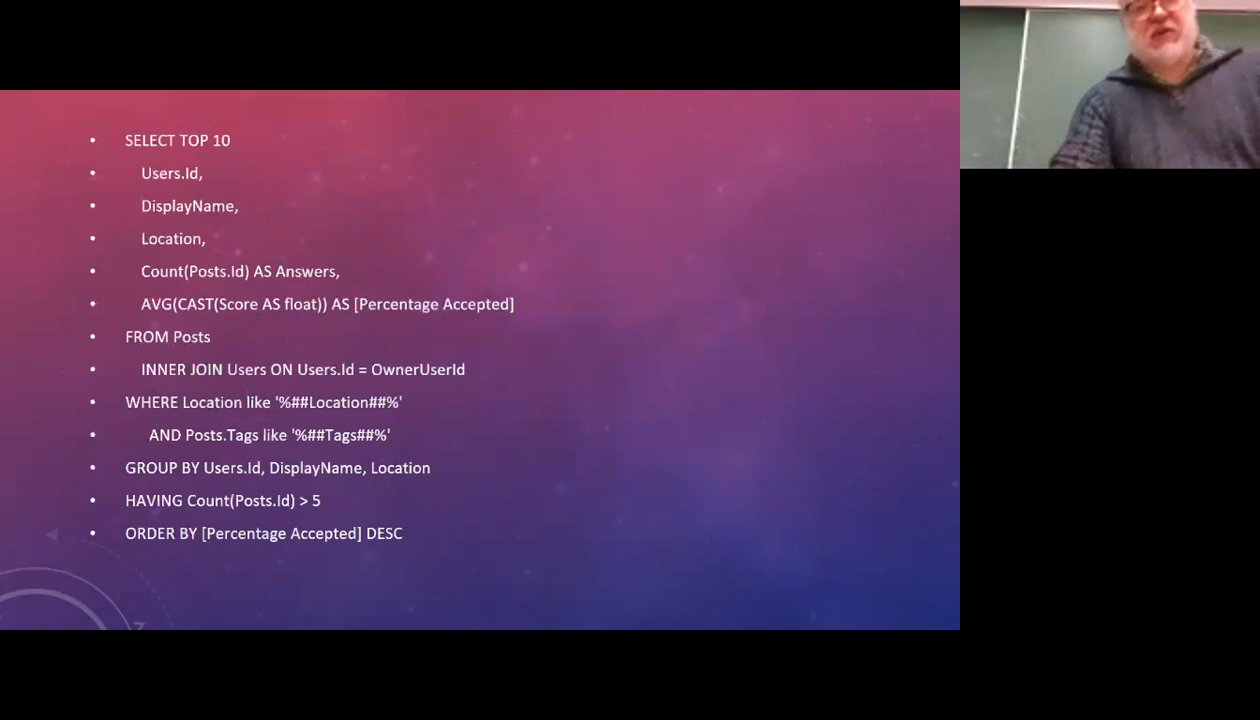 • SELECT TOP 10
• Users.Id,
• DisplayName,
• Location,
• Count(Posts.Id) AS Answers,
• AVG(CAST(Score AS float)) AS [Percentage Accepted]
• FROM Posts
• INNER JOIN Users ON Users.Id = OwnerUserId
• WHERE Location like '%##Location##%'
• AND Posts.Tags like '%##Tags##%'
• GROUP BY Users.Id, DisplayName, Location
• HAVING Count(Posts.Id) > 5
• ORDER BY [Percentage Accepted] DESC